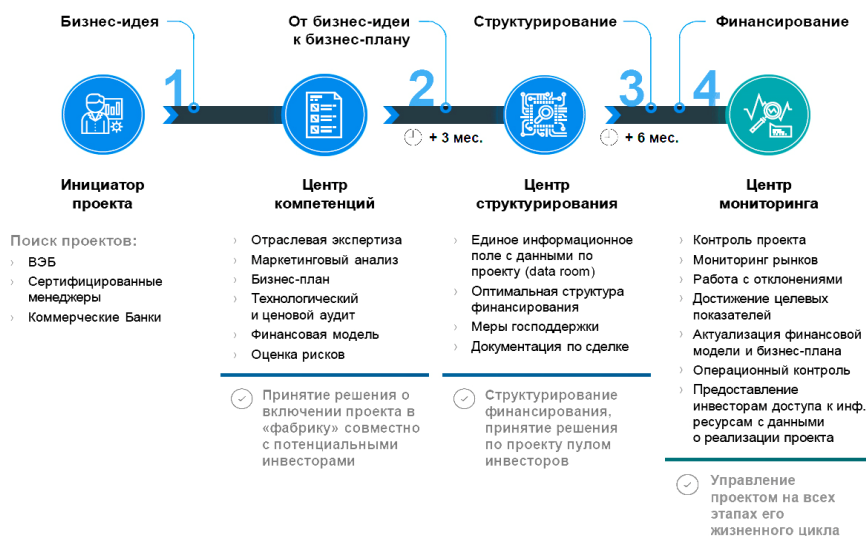 Бизнес-идея
От бизнес-идеи
к бизнес-плану
Структурирование
Финансирование
1
2
3
4
+ 3 мес.
+ 6 мес.
Инициатор
проекта
Поиск проектов:
› ВЭБ
› Сертифицированные
менеджеры
› Коммерческие Банки
Центр
компетенций
› Отраслевая экспертиза
› Маркетинговый анализ
› Бизнес-план
› Технологический
и ценовой аудит
› Финансовая модель
› Оценка рисков
Принятие решения о
включении проекта в
«фабрику» совместно
с потенциальными
инвесторами
Центр
структурирования
› Единое информационное
поле с данными по
проекту (data room)
› Оптимальная структура
финансирования
› Меры господдержки
› Документация по сделке
Структурирование
финансирования,
принятие решения
по проекту пулом
инвесторов
Центр
мониторинга
› Контроль проекта
› Мониторинг рынков
› Работа с отклонениями
› Достижение целевых
показателей
› Актуализация финансовой
модели и бизнес-плана
› Операционный контроль
› Предоставление
инвесторам доступа к инф.
ресурсам с данными
о реализации проекта
Управление
проектом на всех
этапах его
жизненного цикла